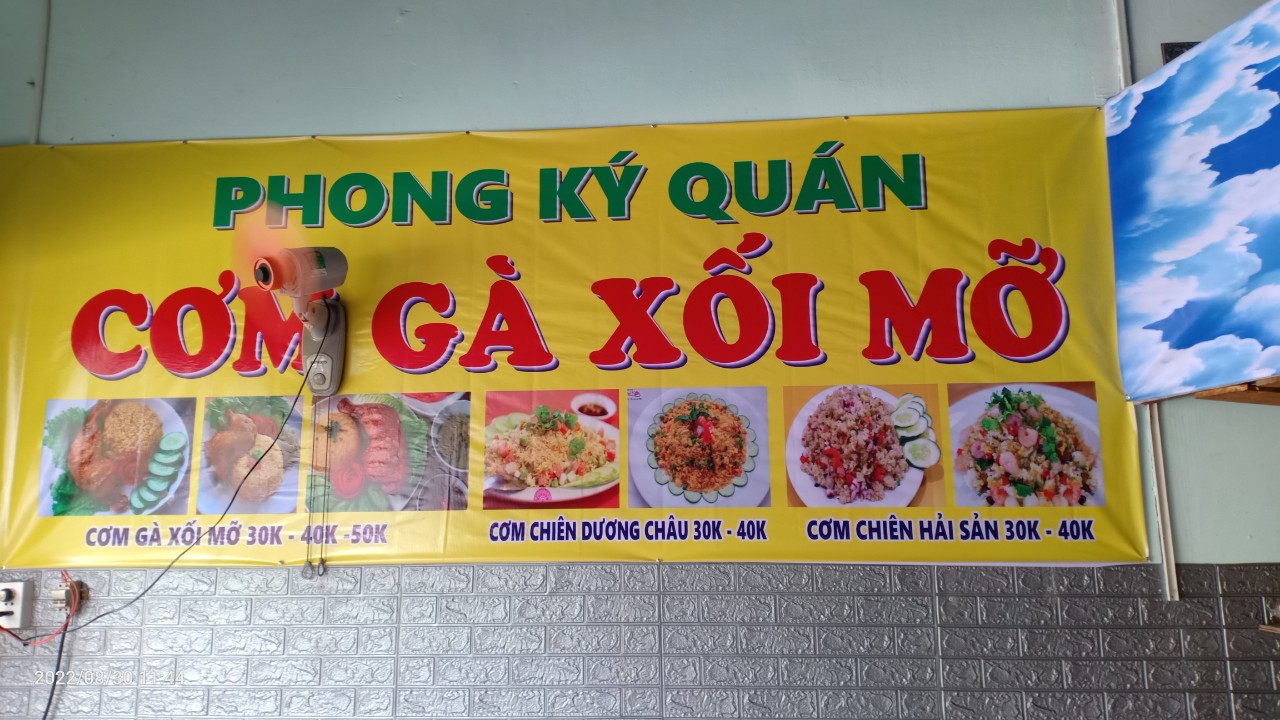 PHONG KÝ QUÁN
CƠM GÀ XỐI MỠ
CƠM GÀ XỐI MỠ 30K - 40K -50K
CƠM CHIÊN DƯƠNG CHÂU 30K - 40K
CƠM CHIÊN HẢI SẢN 30K - 40K